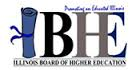 Promoting an Educated Illinois
IBHE
ILLINOIS BOARD OF HIGHER EDUCATION